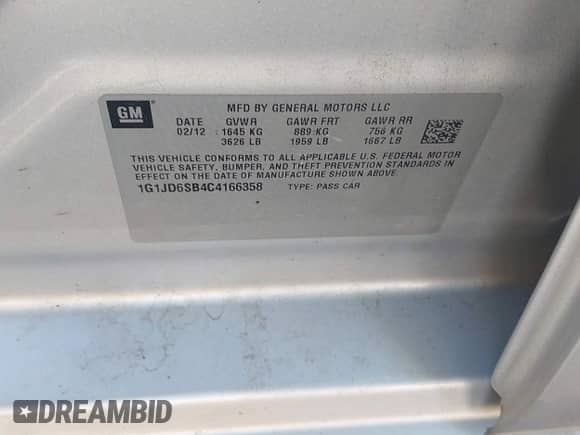 GM
MFD BY GENERAL MOTORS LLC
DATE GVWR GAWR FRT GAWR RR
02/12 1645 KG 889 KG 756 KG
3626 LB 1959 LB 1667 LB
THIS VEHICLE CONFORMS TO ALL APPLICABLE U.S. FEDERAL MOTOR
VEHICLE SAFETY, BUMPER, AND THEFT PREVENTION STANDARDS IN
EFFECT ON THE DATE OF MANUFACTURE SHOWN ABOVE.
1G1JD6SB4C4166358 TYPE: PASS CAR
DREAMBID